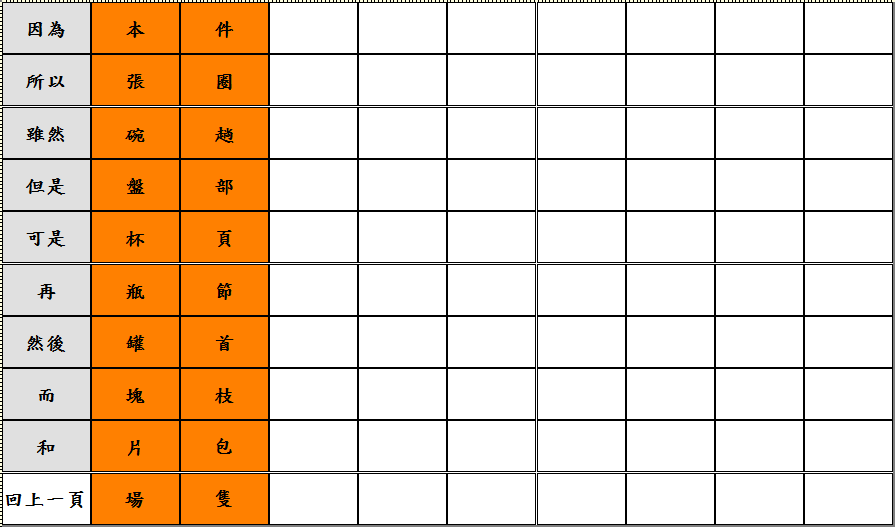 因為 本 件
所以 張 圈
雖然 碗 趟
但是 盤 部
可是 杯 頁
再 瓶 節
然後 罐 首
而 塊 枝
和 片 包
回上一頁 場 隻